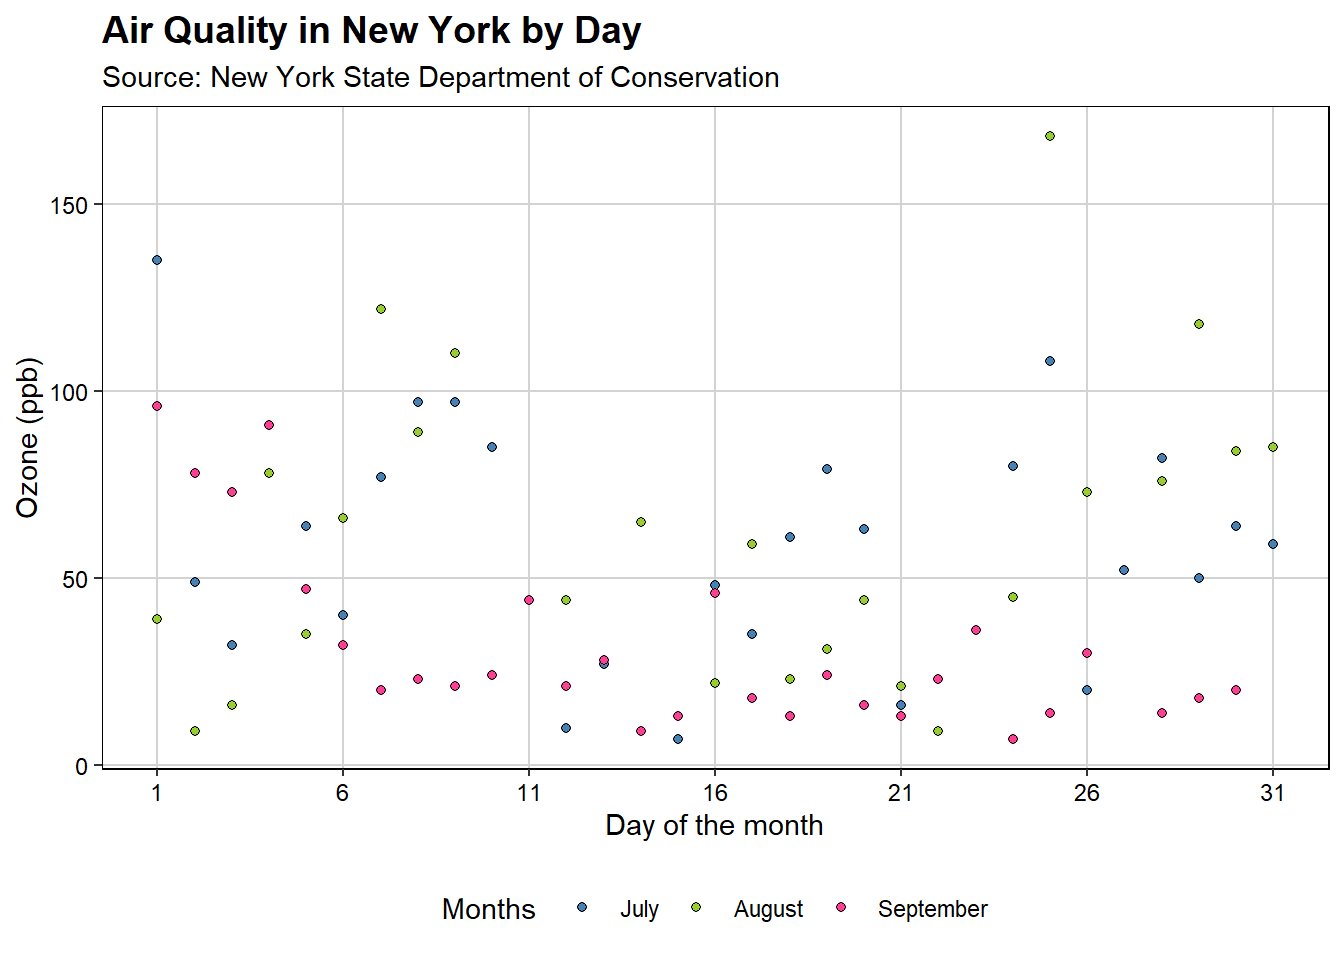 Air Quality in New York by Day
Source: New York State Department of Conservation
150
100
50
0
Ozone (ppb)
1 6 11 16 21 26 31
Day of the month
Months July August September